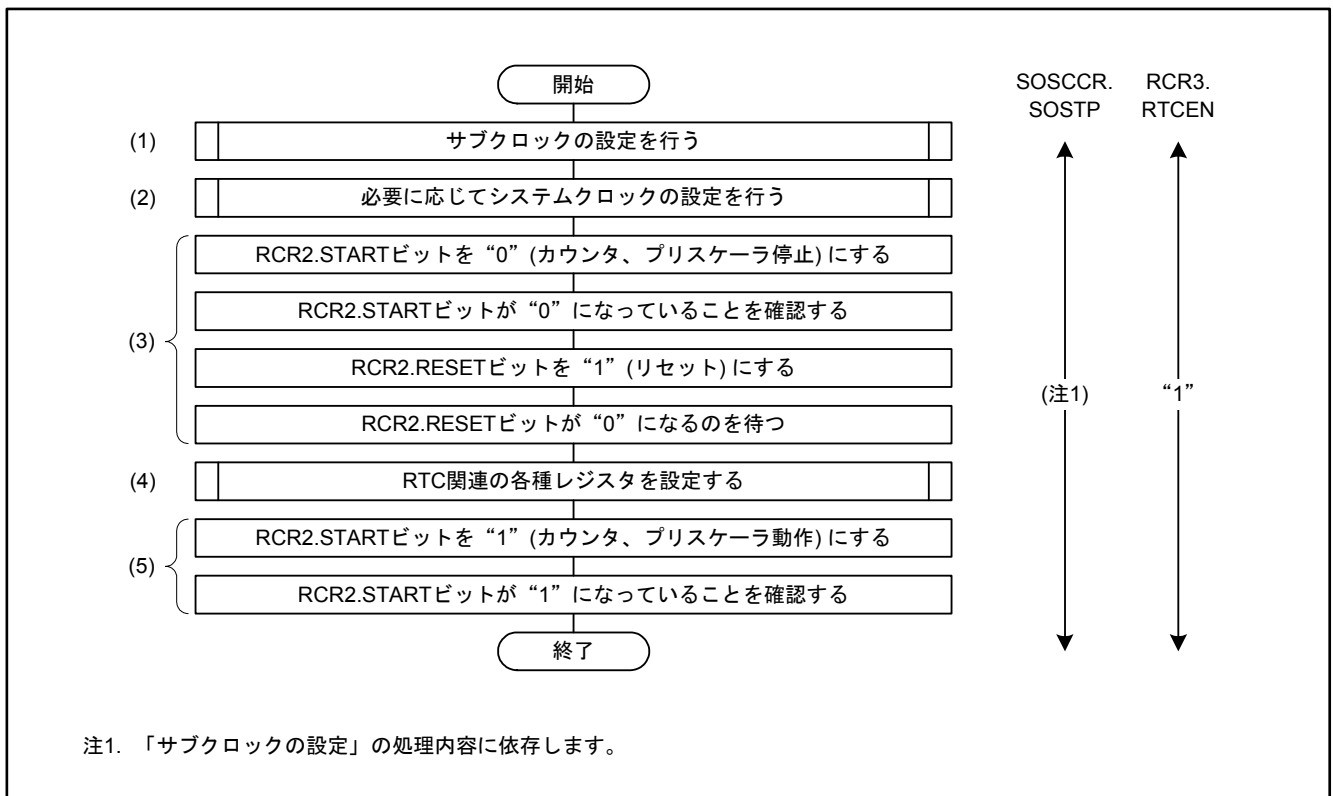 開始
SOSCCR.
SOSTP
RCR3.
RTCEN
(1)
サブクロックの設定を行う
(2)
必要に応じてシステムクロックの設定を行う
RCR2.STARTビットを“0”(カウンタ、プリスケーラ停止) にする
RCR2.STARTビットが“0”になっていることを確認する
(3)
RCR2.RESETビットを“1”(リセット) にする
(注1)
“1”
RCR2.RESETビットが“0”になるのを待つ
(4)
RTC関連の各種レジスタを設定する
RCR2.STARTビットを“1”(カウンタ、プリスケーラ動作) にする
(5)
RCR2.STARTビットが“1”になっていることを確認する
終了
注1. 「サブクロックの設定」の処理内容に依存します。